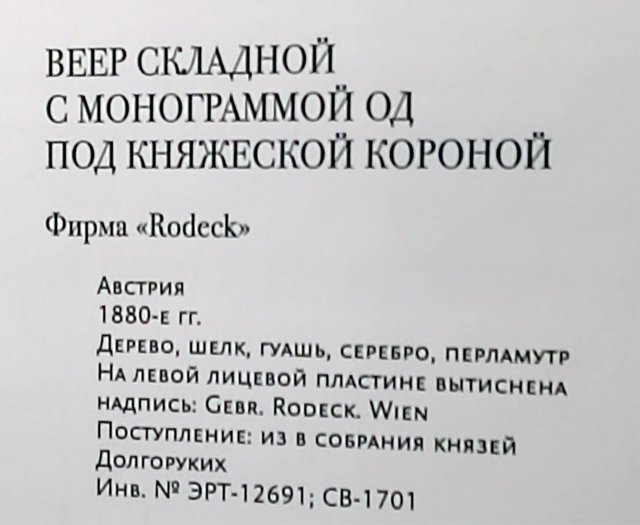 ВЕЕР СКЛАДНОЙ
С МОНОГРАММОЙ ОД
ПОД КНЯЖЕСКОЙ КОРОНОЙ
Фирма «Rodeck»
Австрия
1880-е гг.
Дерево, шелк, гуашь, серебро, перламутр
На левой лицевой пластине вытиснена
надпись: Gebr. Rodeck. Wien
Поступление: из в собрания князей
Долгоруких
Инв. № ЭРТ-12691; СВ-1701